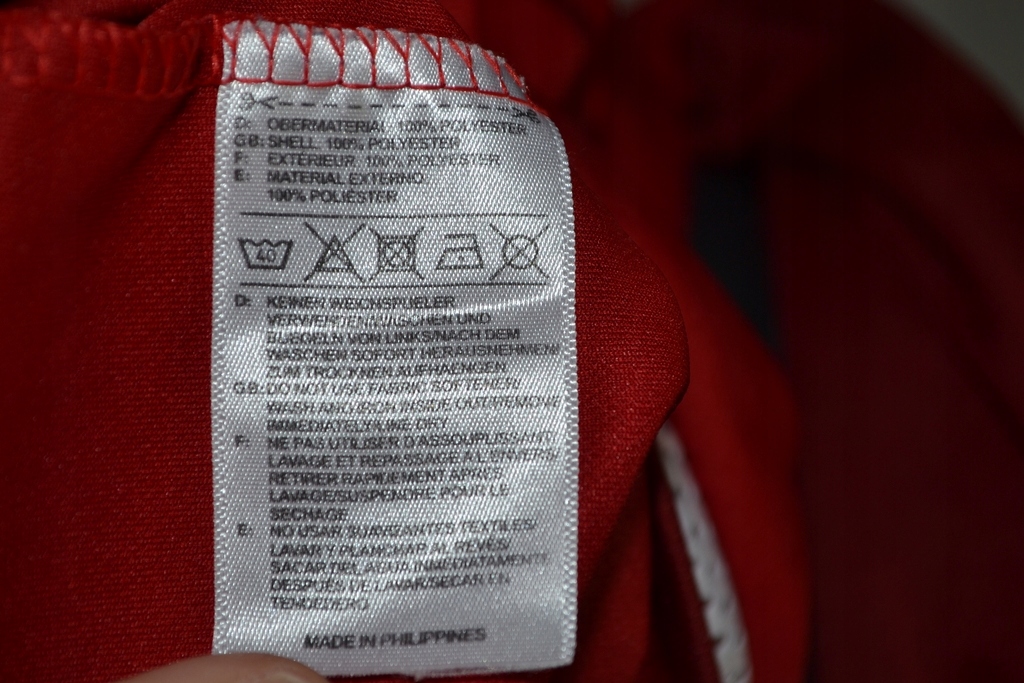 D: OBERMATERIAL 100% POLYESTER
GB: SHELL 100% POLYESTER
F: EXTÉRIEUR 100% POLYESTER
E: MATERIAL EXTERNO:
100% POLIÉSTER
40
D: KEINEN WEICHSPUELER
VERWENDEN/WASCHEN UND
BUEGELN VON LINKS/NACH DEM
WASCHEN SOFORT HERAUSNEHMEN/
ZUM TROCKNEN AUFHAENGEN
GB: DO NOT USE FABRIC SOFTENER/
WASH AND IRON INSIDE OUT/REMOVE
IMMEDIATELY/LINE DRY
F: NE PAS UTILISER D'ASSOUPLISSANT/
LAVAGE ET REPASSAGE A L'ENVERS/
RETIRER RAPIDEMENT APRÈS
LAVAGE/SUSPENDRE POUR LE
SECHAGE
E: NO USAR SUAVIZANTES TEXTILES/
LAVAR Y PLANCHAR AL REVÉS/
SACAR DEL AGUA INMEDIATAMENTE
DESPUÉS DE LAVAR/SECAR EN
TENDEDERO
MADE IN PHILIPPINES